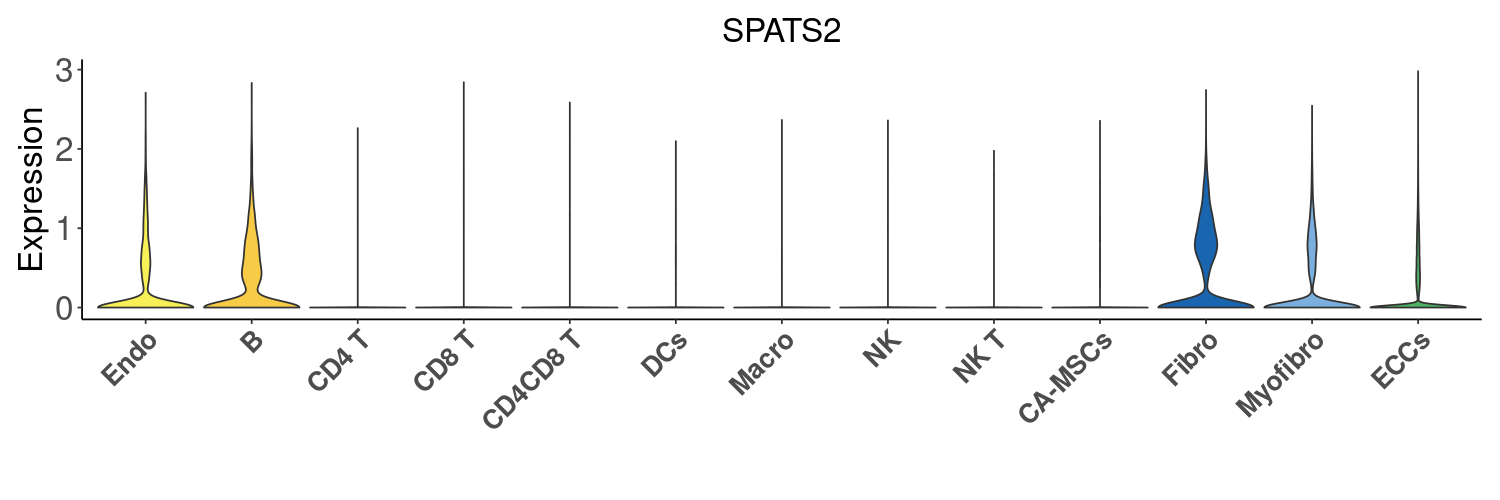 SPATS2
Expression
3
2
1
0
Endo
B
CD4 T
CD8 T
CD4CD8 T
DCs
Macro
NK
NK T
CA-MSCs
Fibro
Myofibro
ECCs